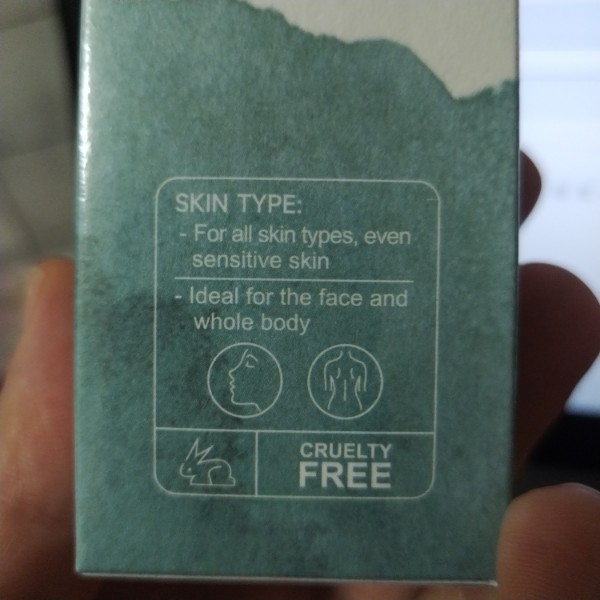 SKIN TYPE:
- For all skin types, even
sensitive skin
- Ideal for the face and
whole body
CRUELTY
FREE